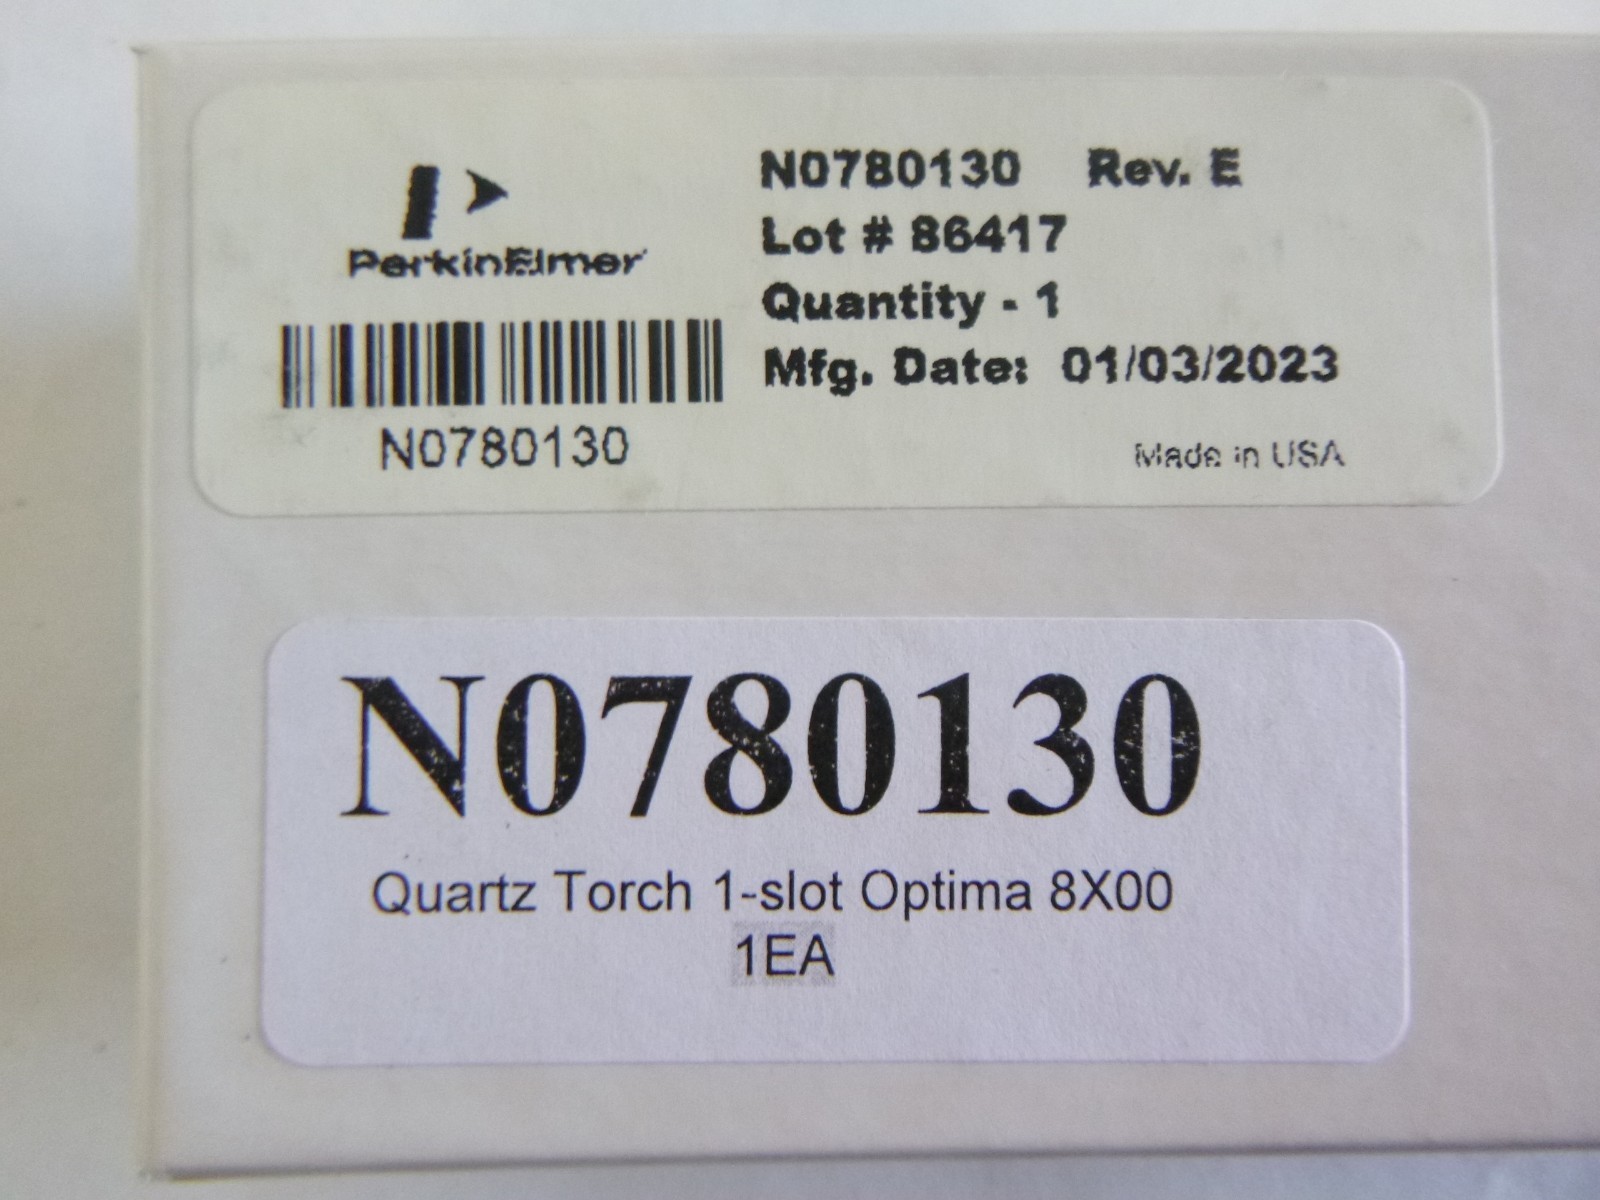 PerkinElmer
N0780130
N0780130 Rev. E
Lot # 86417
Quantity - 1
Mfg. Date: 01/03/2023
Made in USA
N0780130
Quartz Torch 1-slot Optima 8X00
1EA